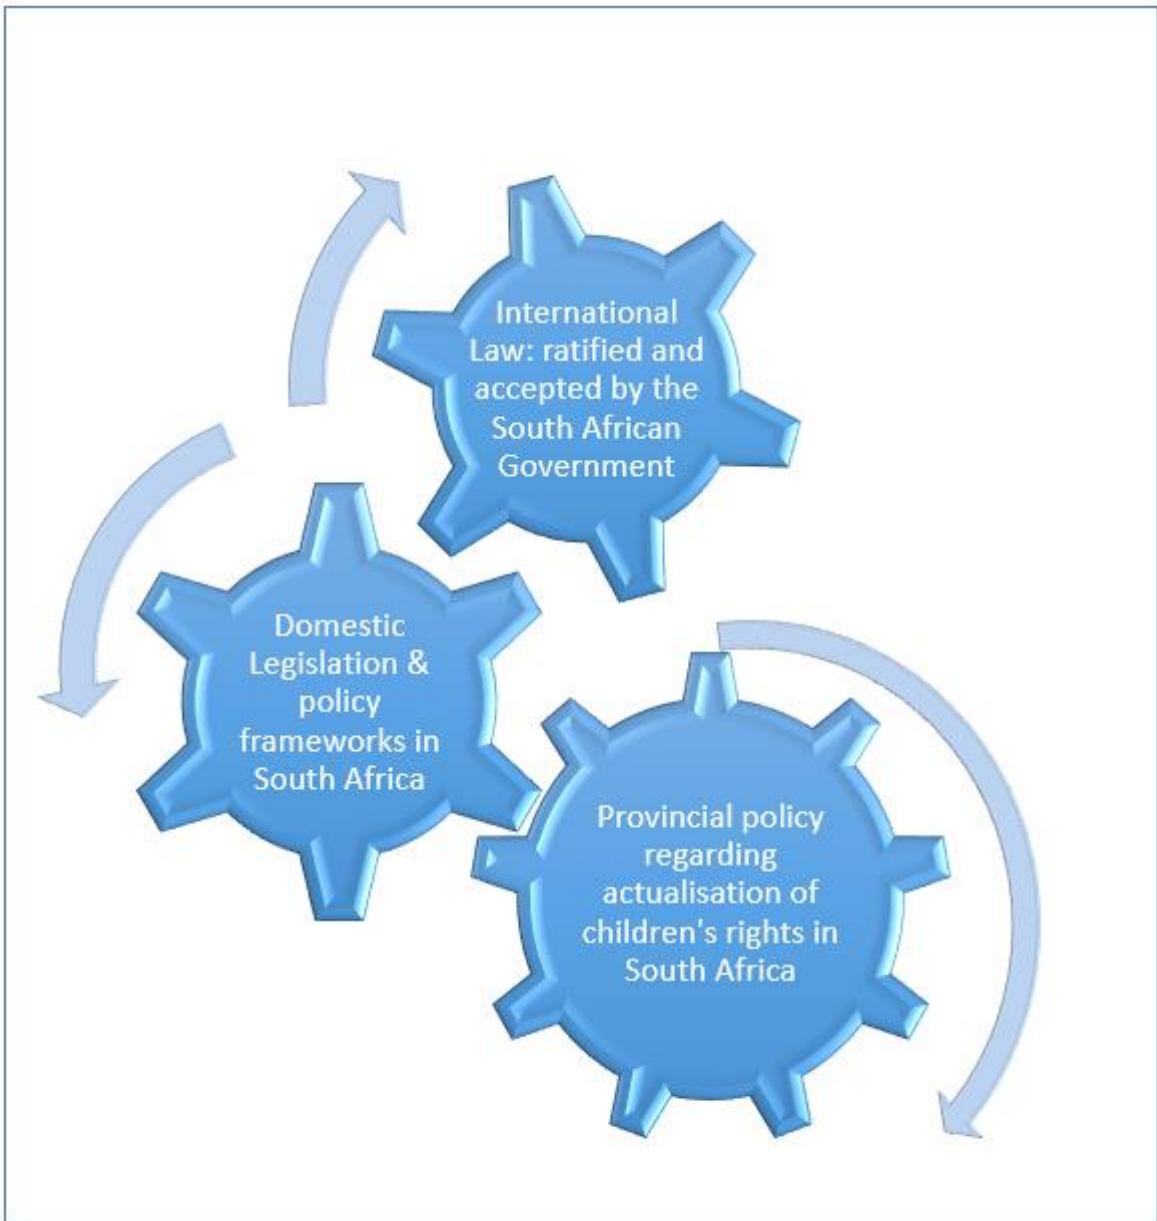 International
Law: ratified and
accepted by the
South African
Government
Domestic
Legislation &
policy
frameworks in
South Africa
Provincial policy
regarding
actualisation of
children's rights in
South Africa